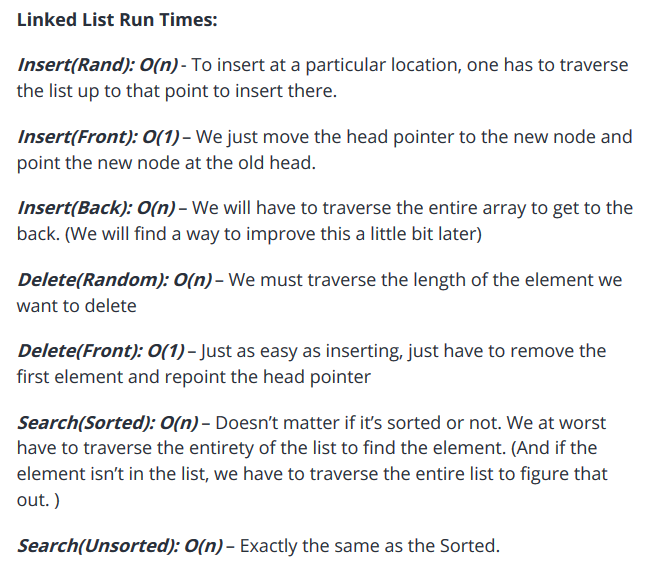 Linked List Run Times:
Insert(Rand): O(n) - To insert at a particular location, one has to traverse
the list up to that point to insert there.
Insert(Front): O(1) – We just move the head pointer to the new node and
point the new node at the old head.
Insert(Back): O(n) – We will have to traverse the entire array to get to the
back. (We will find a way to improve this a little bit later)
Delete(Random): O(n) – We must traverse the length of the element we
want to delete
Delete(Front): O(1) – Just as easy as inserting, just have to remove the
first element and repoint the head pointer
Search(Sorted): O(n) – Doesn’t matter if it’s sorted or not. We at worst
have to traverse the entirety of the list to find the element. (And if the
element isn’t in the list, we have to traverse the entire list to figure that
out. )
Search(Unsorted): O(n) – Exactly the same as the Sorted.